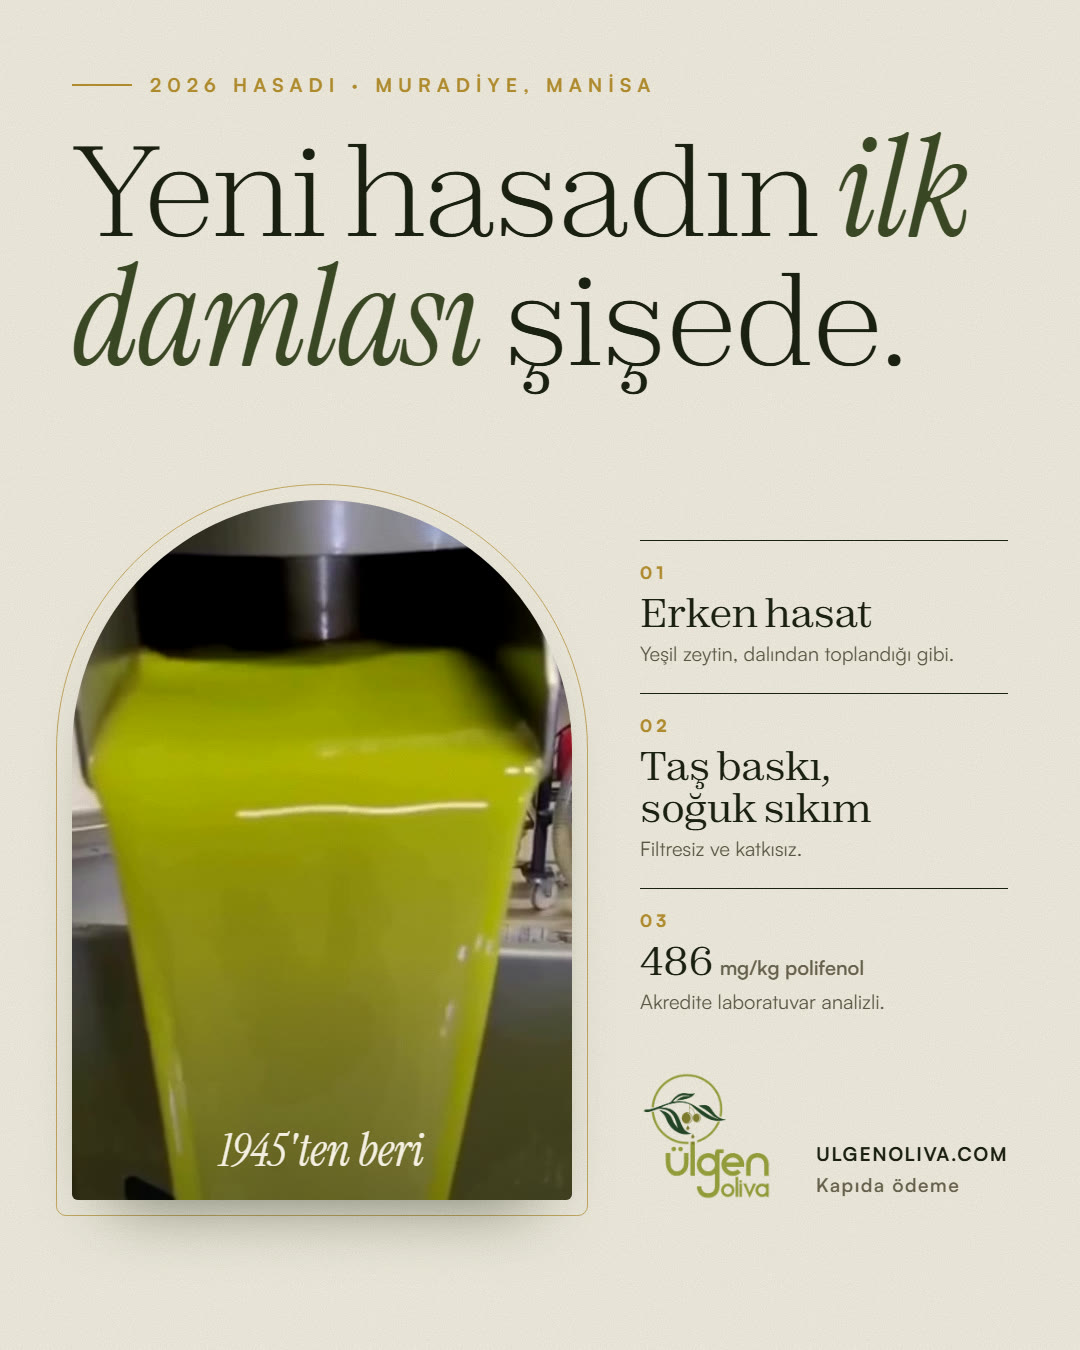 2026 HASADI · MURADİYE, MANİSA
Yeni hasadın ilk
damlası şişede.
1945'ten beri
01
Erken hasat
Yeşil zeytin, dalından toplandığı gibi.
02
Taş baskı,
soğuk sıkım
Filtresiz ve katkısız.
03
486 mg/kg polifenol
Akredite laboratuvar analizli.
ülgen
oliva
ULGENOLIVA.COM
Kapıda ödeme